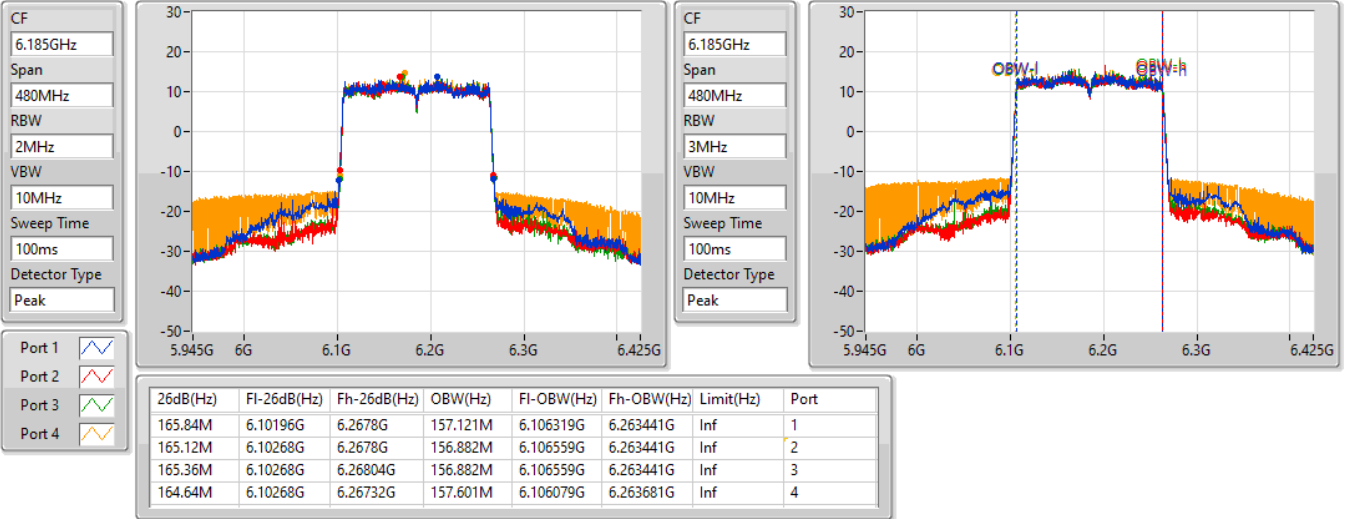 CF
6.185GHz
Span
480MHz
RBW
2MHz
VBW
10MHz
Sweep Time
100ms
Detector Type
Peak
30
20
10
0
-10
-20
-30
-40
-50
5.945G 6G 6.1G 6.2G 6.3G 6.425G
CF
6.185GHz
Span
480MHz
RBW
3MHz
VBW
10MHz
Sweep Time
100ms
Detector Type
Peak
30
20
10
0
-10
-20
-30
-40
-50
OBW-l OBW-h
5.945G 6G 6.1G 6.2G 6.3G 6.425G
Port 1
Port 2
Port 3
Port 4
26dB(Hz) Fl-26dB(Hz) Fh-26dB(Hz) OBW(Hz) Fl-OBW(Hz) Fh-OBW(Hz) Limit(Hz) Port
165.84M 6.10196G 6.2678G 157.121M 6.106319G 6.263441G Inf 1
165.12M 6.10268G 6.2678G 156.882M 6.106559G 6.263441G Inf 2
165.36M 6.10268G 6.26804G 156.882M 6.106559G 6.263441G Inf 3
164.64M 6.10268G 6.26732G 157.601M 6.106079G 6.263681G Inf 4